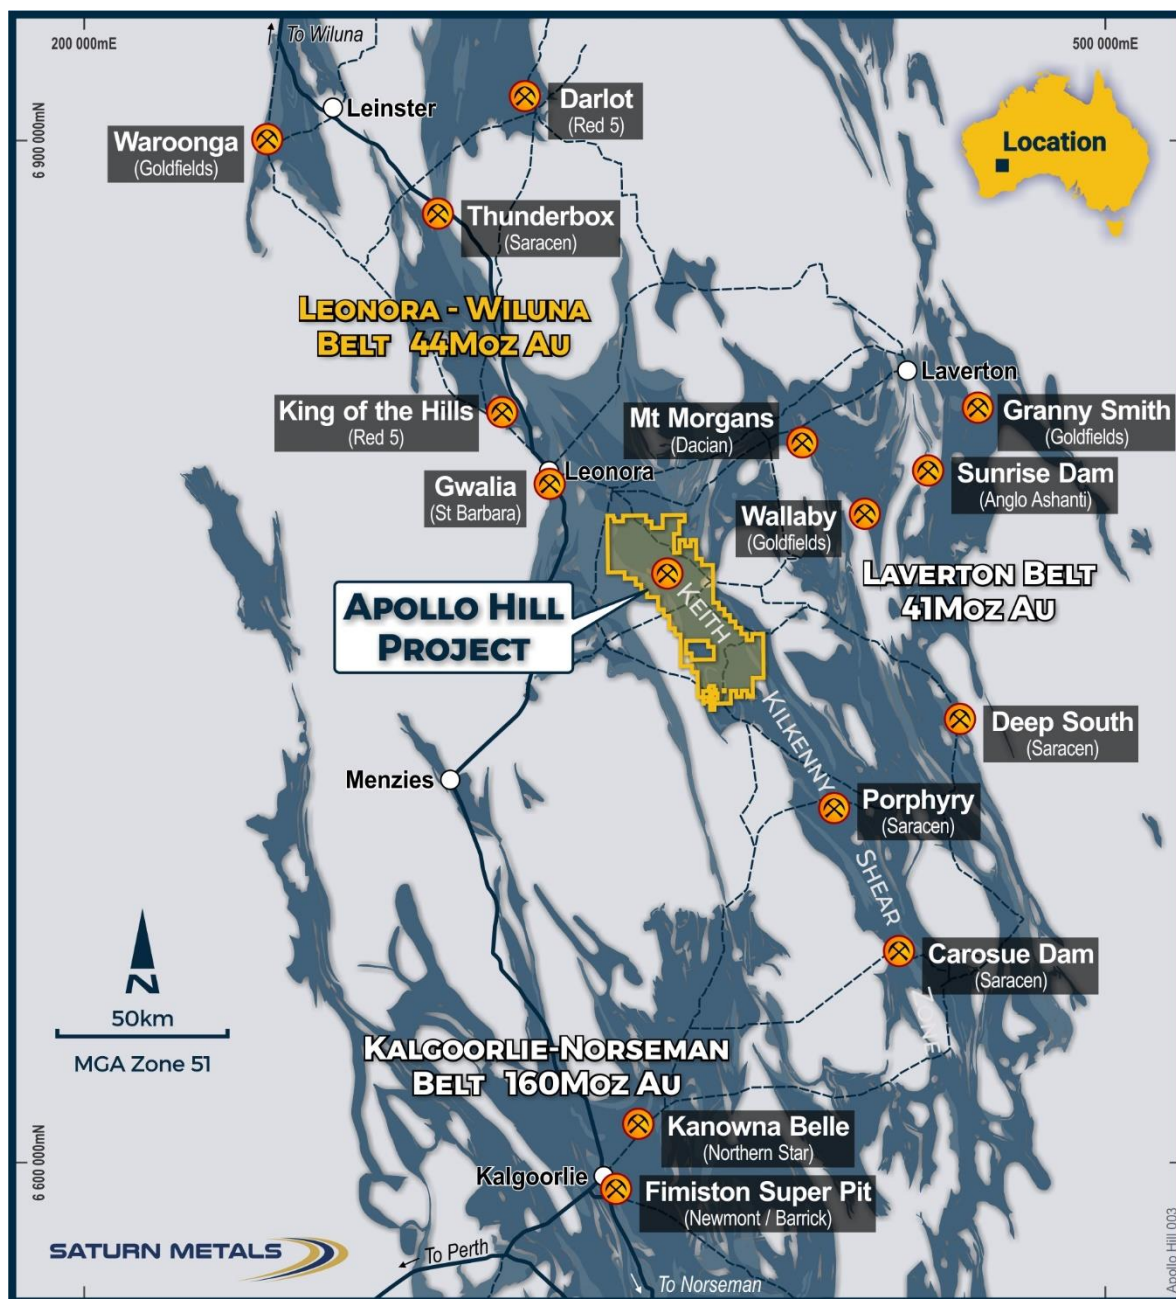 200 000mE
500 000mE
To Wiluna
6 900 000mN
Leinster
Darlot
(Red 5)
Waroonga
(Goldfields)
Location
Thunderbox
(Saracen)
LEONORA - WILUNA
BELT 44MOZ AU
Laverton
King of the Hills
(Red 5)
Mt Morgans
(Dacian)
Granny Smith
(Goldfields)
Leonora
Gwalia
(St Barbara)
Sunrise Dam
(Anglo Ashanti)
Wallaby
(Goldfields)
LAVERTON BELT
41MOZ AU
APOLLO HILL
PROJECT
KEITH
KILKENNY
SHEAR
ZONE
Deep South
(Saracen)
Menzies
Porphyry
(Saracen)
Carosue Dam
(Saracen)
N
50km
MGA Zone 51
KALGOORLIE-NORSEMAN
BELT 160MOZ AU
Kanowna Belle
(Northern Star)
6 600 000mN
Kalgoorlie
Fimiston Super Pit
(Newmont / Barrick)
SATURN METALS
To Perth
To Norseman
Apollo Hill 003